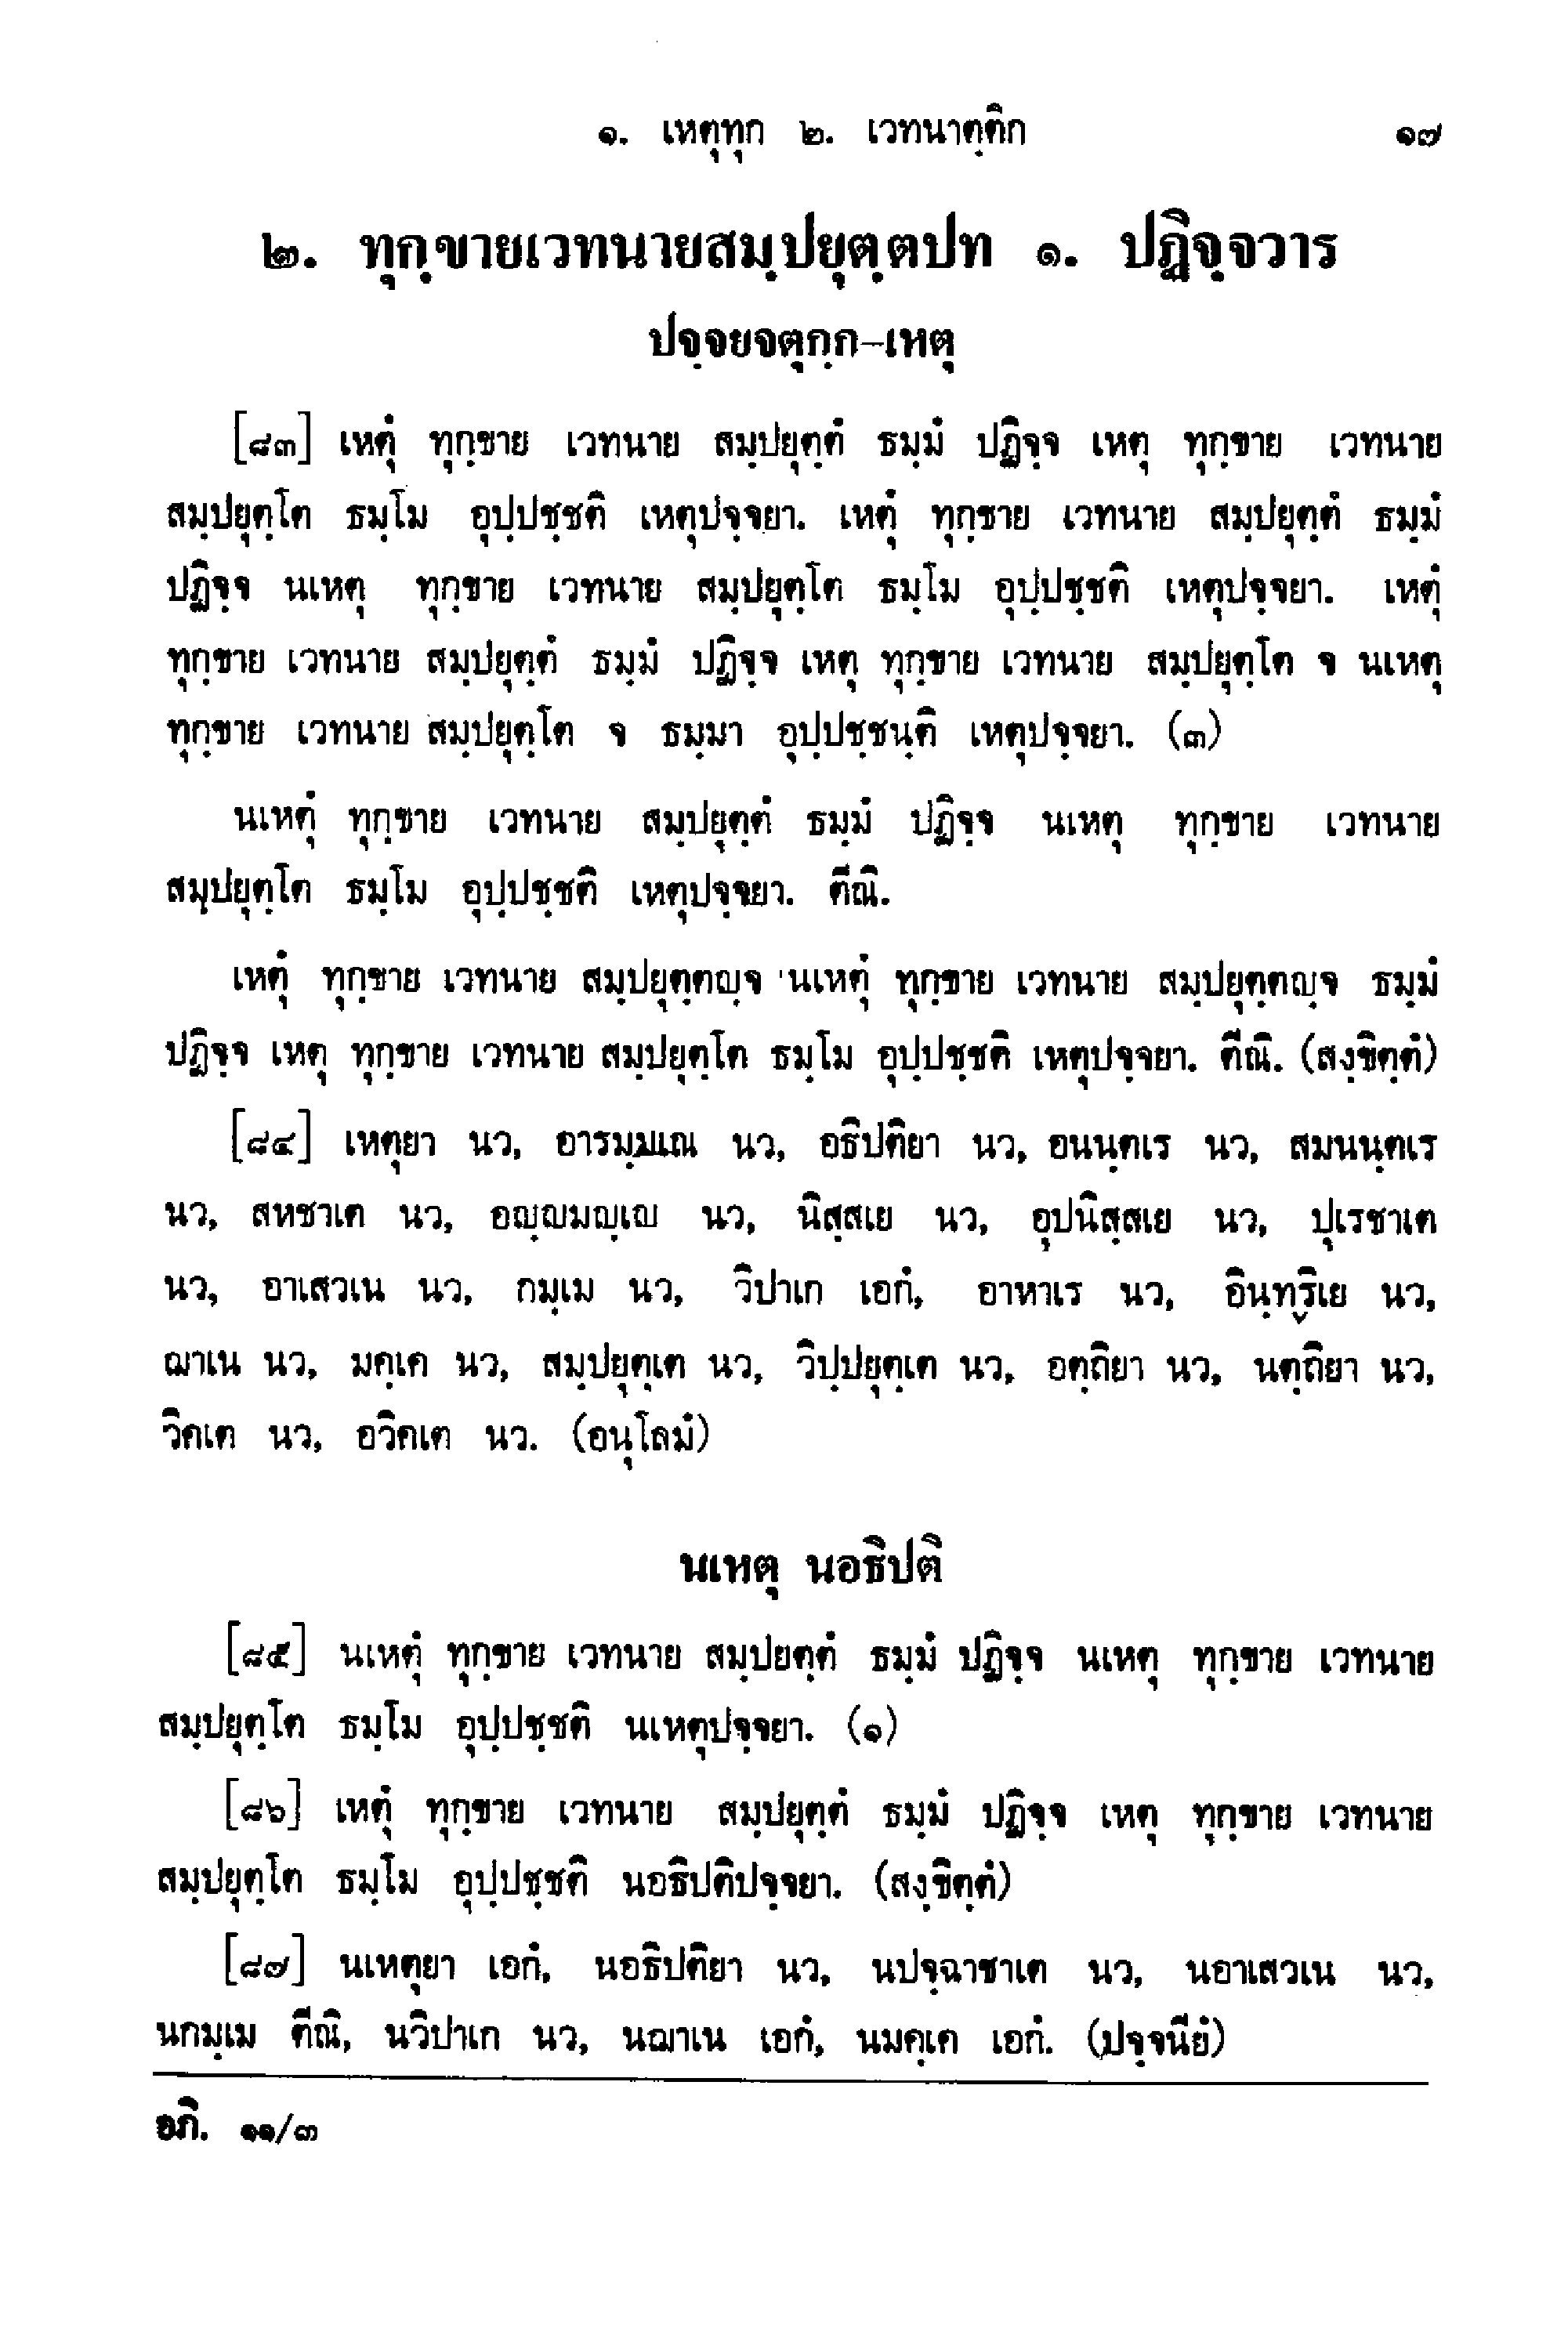 ๑. เหตุทุก ๒. เวทนาตฺติก ๑๗
๒. ทุกฺขายเวทนายสมฺปยุตฺตปท ๑. ปฏิจฺจวาร
ปจฺจยจตุกฺก–เหตุ
[๘๓] เหตุํ ทุกฺขาย เวทนาย สมฺปยุตฺตํ ธมฺมํ ปฏิจฺจ เหตุ ทุกฺขาย เวทนาย
สมฺปยุตฺโต ธมฺโม อุปฺปชฺชติ เหตุปจฺจยา. เหตุํ ทุกฺขาย เวทนาย สมฺปยุตฺตํ ธมฺมํ
ปฏิจฺจ นเหตุ ทุกฺขาย เวทนาย สมฺปยุตฺโต ธมฺโม อุปฺปชฺชติ เหตุปจฺจยา. เหตุํ
ทุกฺขาย เวทนาย สมฺปยุตฺตํ ธมฺมํ ปฏิจฺจ เหตุ ทุกฺขาย เวทนาย สมฺปยุตฺโต จ นเหตุ
ทุกฺขาย เวทนาย สมฺปยุตฺโต จ ธมฺมา อุปฺปชฺชนฺติ เหตุปจฺจยา. (๓)
นเหตุํ ทุกฺขาย เวทนาย สมฺปยุตฺตํ ธมฺมํ ปฏิจฺจ นเหตุ ทุกฺขาย เวทนาย
สมฺปยุตฺโต ธมฺโม อุปฺปชฺชติ เหตุปจฺจยา. ตีณิ.
เหตุํ ทุกฺขาย เวทนาย สมฺปยุตฺตญฺจ นเหตุํ ทุกฺขาย เวทนาย สมฺปยุตฺตญฺจ ธมฺมํ
ปฏิจฺจ เหตุ ทุกฺขาย เวทนาย สมฺปยุตฺโต ธมฺโม อุปฺปชฺชติ เหตุปจฺจยา. ตีณิ. (สงฺขิตฺตํ)
[๘๔] เหตุยา นว, อารมฺมเณ นว, อธิปติยา นว, อนนฺตเร นว, สมนนฺตเร
นว, สหชาเต นว, อญฺญมญฺเญ นว, นิสฺสเย นว, อุปนิสฺสเย นว, ปุเรชาเต
นว, อาเสวเน นว, กมฺเม นว, วิปาเก เอกํ, อาหาเร นว, อินฺทฺริเย นว,
ฌาเน นว, มคฺเค นว, สมฺปยุตฺเต นว, วิปฺปยุตฺเต นว, อตฺถิยา นว, นตฺถิยา นว,
วิคเต นว, อวิคเต นว. (อนุโลมํ)
นเหตุ นอธิปติ
[๘๕] นเหตุํ ทุกฺขาย เวทนาย สมฺปยตฺตํ ธมฺมํ ปฏิจฺจ นเหตุ ทุกฺขาย เวทนาย
สมฺปยุตฺโต ธมฺโม อุปฺปชฺชติ นเหตุปจฺจยา. (๑)
[๘๖] เหตุํ ทุกฺขาย เวทนาย สมฺปยุตฺตํ ธมฺมํ ปฏิจฺจ เหตุ ทุกฺขาย เวทนาย
สมฺปยุตฺโต ธมฺโม อุปฺปชฺชติ นอธิปติปจฺจยา. (สงฺขิตฺตํ)
[๘๗] นเหตุยา เอกํ, นอธิปติยา นว, นปจฺฉาชาเต นว, นอาเสวเน นว,
นกมฺเม ตีณิ, นวิปาเก นว, นฌาเน เอกํ, นมคฺเค เอกํ. (ปจฺจนียํ)
อภิ. ๑๑/๓